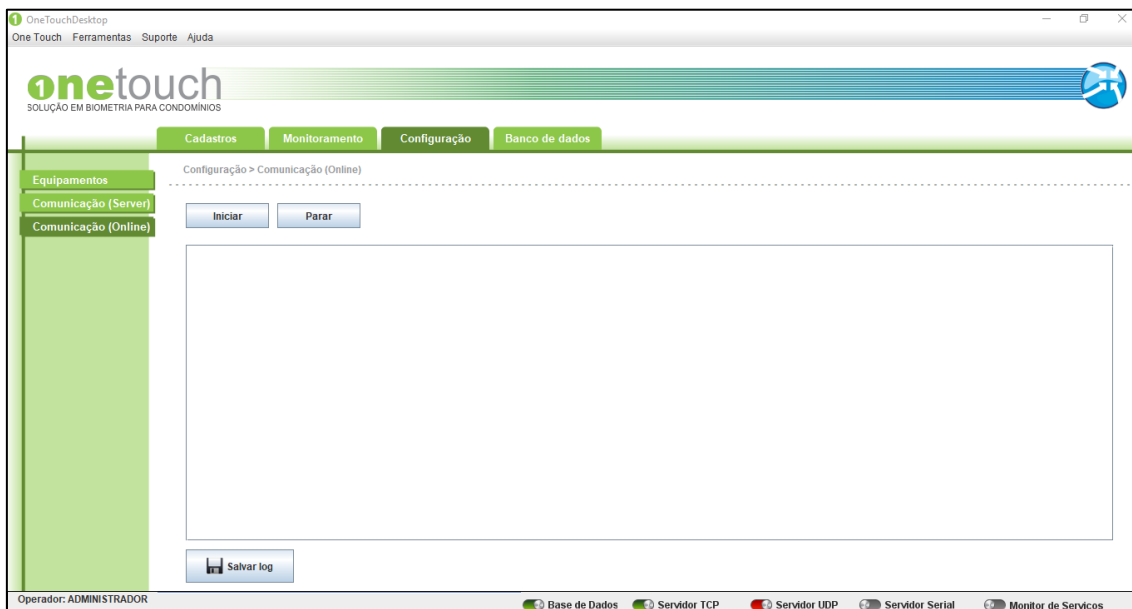 OneTouchDesktop
One Touch Ferramentas Suporte Ajuda
1 onetouch
SOLUÇÃO EM BIOMETRIA PARA CONDOMÍNIOS
Cadastros Monitoramento Configuração Banco de dados
Configuração > Comunicação (Online)
Equipamentos
Comunicação (Server)
Comunicação (Online)
Iniciar Parar
Salvar log
Operador: ADMINISTRADOR
Base de Dados Servidor TCP Servidor UDP Servidor Serial Monitor de Serviços